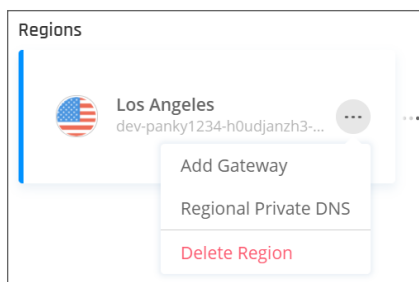 Regions
Los Angeles
dev-panky1234-h0udjanzh3-...
Add Gateway
Regional Private DNS
Delete Region